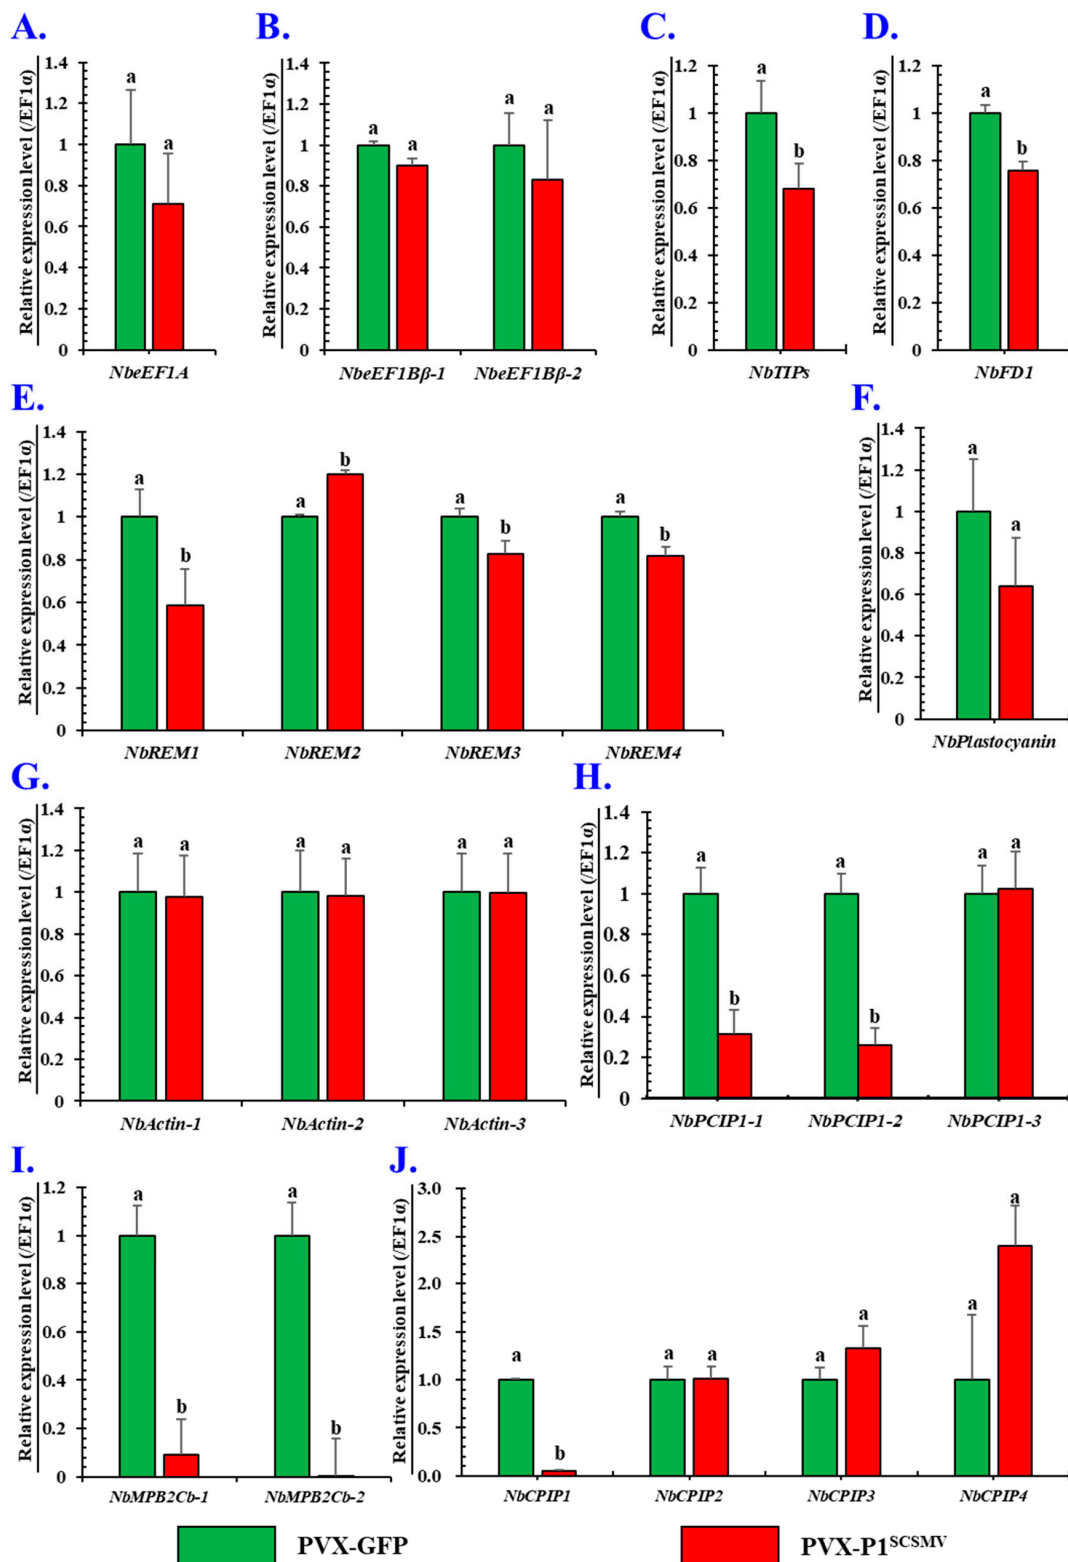 A.
B.
C.
D.
Relative expression level (/EF1α)
1.4
1.2
1
0.8
0.6
0.4
0.2
0
a
a
NbeEF1A
Relative expression level (/EF1α)
1.4
1.2
1
0.8
0.6
0.4
0.2
0
a
a
a
a
NbeEF1Bβ-1
NbeEF1Bβ-2
Relative expression level (/EF1α)
1.2
1
0.8
0.6
0.4
0.2
0
a
b
NbTIPs
Relative expression level (/EF1α)
1.2
1
0.8
0.6
0.4
0.2
0
a
b
NbFD1
E.
F.
Relative expression level (/EF1α)
1.4
1.2
1
0.8
0.6
0.4
0.2
0
a
b
a
b
a
b
a
b
NbREM1
NbREM2
NbREM3
NbREM4
Relative expression level (/EF1α)
1.4
1.2
1
0.8
0.6
0.4
0.2
0
a
a
NbPlastocyanin
G.
H.
Relative expression level (/EF1α)
1.4
1.2
1
0.8
0.6
0.4
0.2
0
a
a
a
a
a
a
NbActin-1
NbActin-2
NbActin-3
Relative expression level (/EF1α)
1.4
1.2
1
0.8
0.6
0.4
0.2
0
a
b
a
b
a
a
NbPCIP1-1
NbPCIP1-2
NbPCIP1-3
I.
J.
Relative expression level (/EF1α)
1.2
1
0.8
0.6
0.4
0.2
0
a
b
a
b
NbMPB2Cb-1
NbMPB2Cb-2
Relative expression level (/EF1α)
3.0
2.5
2.0
1.5
1.0
0.5
0.0
a
b
a
a
a
a
a
a
NbCPIP1
NbCPIP2
NbCPIP3
NbCPIP4
PVX-GFP
PVX-P1SCSMV